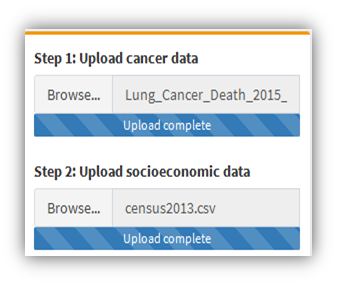 Step 1: Upload cancer data
Browse... Lung_Cancer_Death_2015_
Upload complete
Step 2: Upload socioeconomic data
Browse... census2013.csv
Upload complete